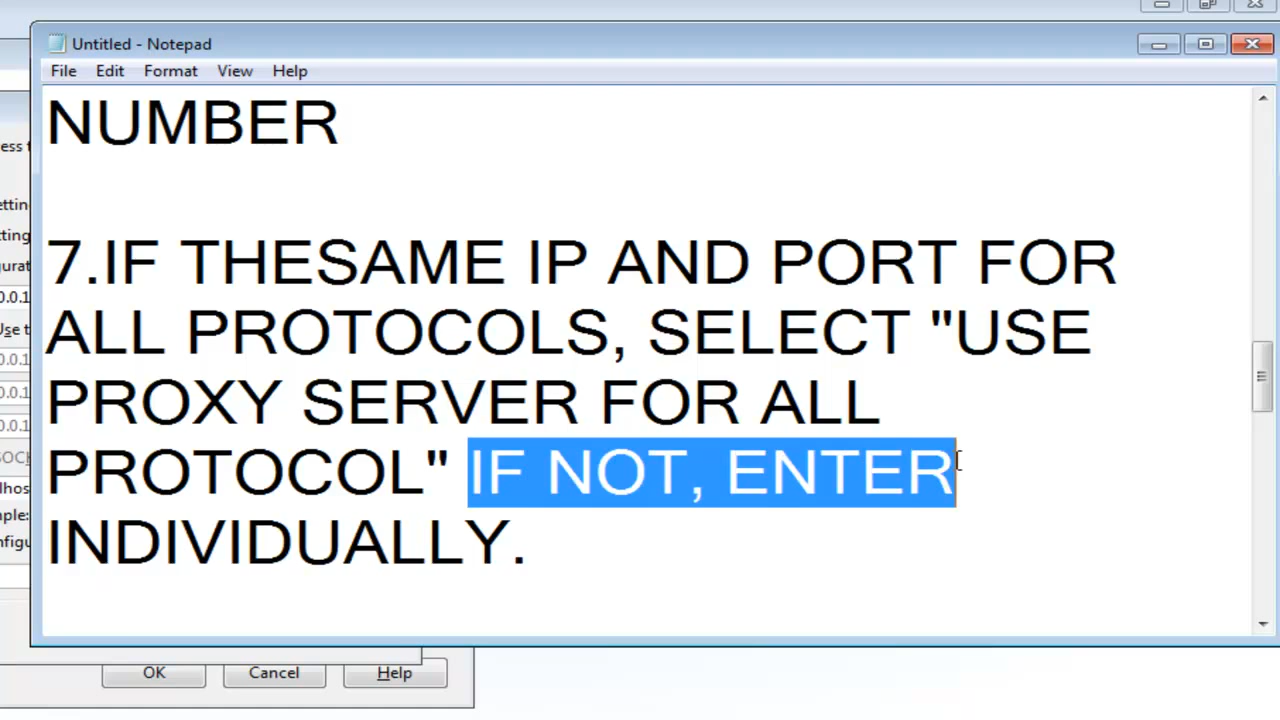 Untitled - Notepad
File Edit Format View Help
NUMBER
7.IF THESAME IP AND PORT FOR
ALL PROTOCOLS, SELECT "USE
PROXY SERVER FOR ALL
PROTOCOL" IF NOT, ENTER
INDIVIDUALLY.
OK Cancel Help